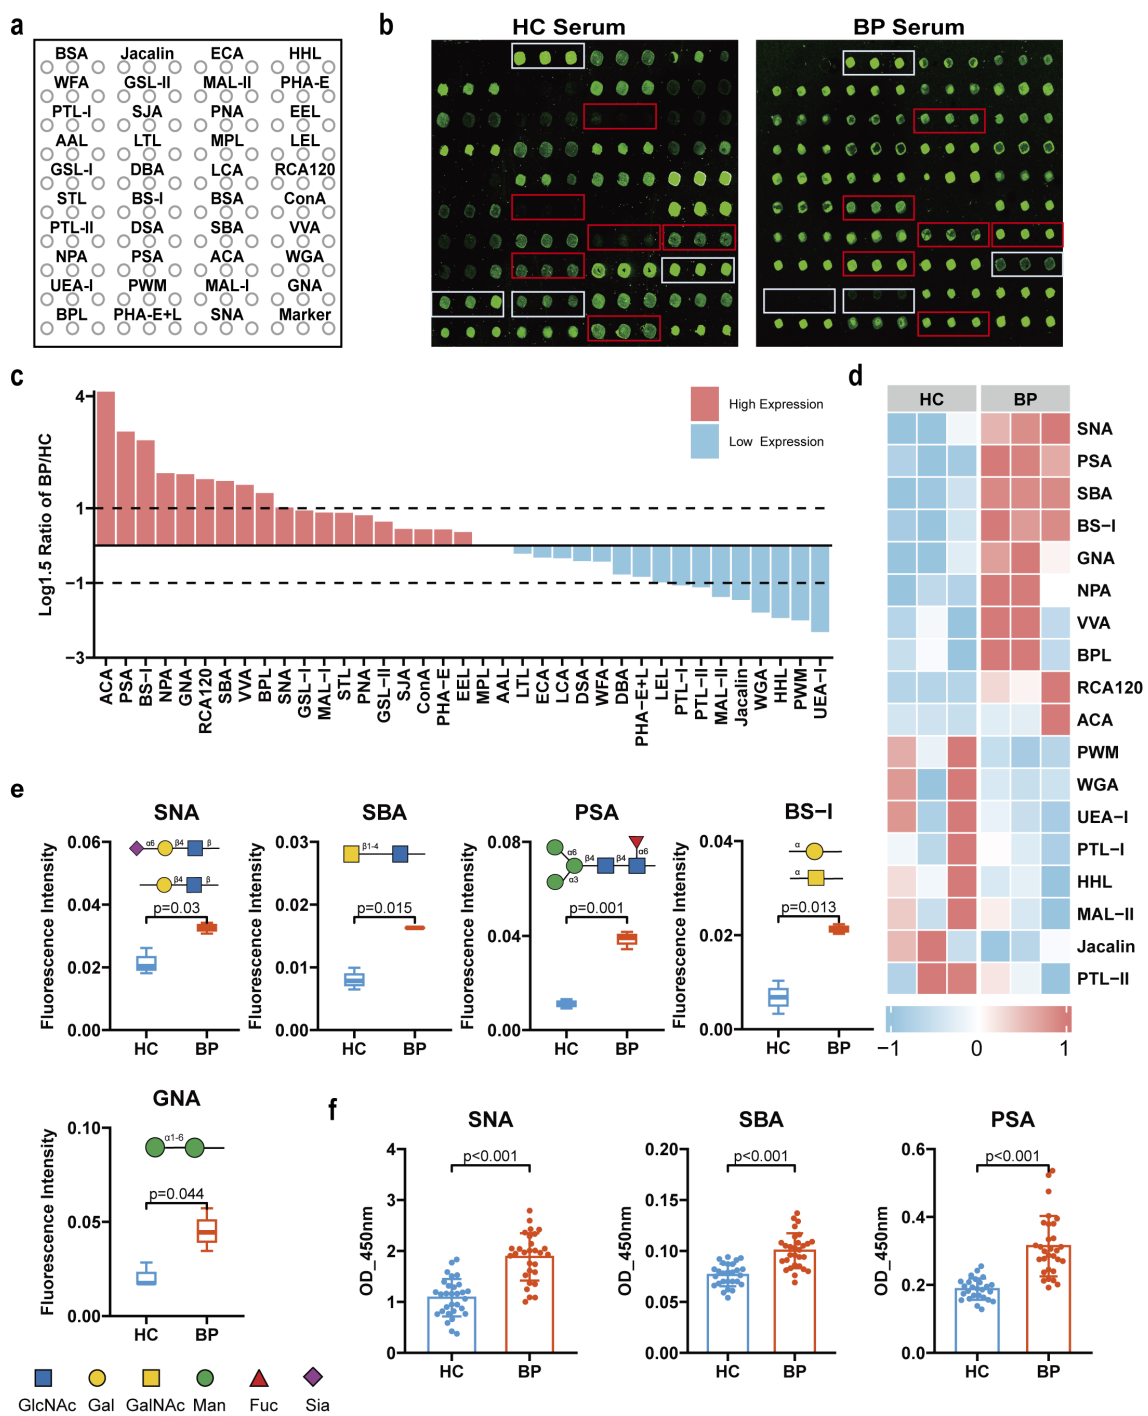 a
BSA Jacalin ECA HHL
WFA GSL-II MAL-II PHA-E
PTL-I SJA PNA EEL
AAL LTL MPL LEL
GSL-I DBA LCA RCA120
STL BS-I BSA ConA
PTL-II DSA SBA VVA
NPA PSA ACA WGA
UEA-I PWM MAL-I GNA
BPL PHA-E+L SNA Marker
b
HC Serum BP Serum
c
Log1.5 Ratio of BP/HC
4
1
−1
−3
High Expression
Low Expression
ACA PSA BS-I NPA GNA RCA120 SBA VVA BPL SNA GSL-I MAL-I STL PNA GSL-II SJA ConA PHA-E EEL MPL AAL LTL ECA LCA DSA WFA DBA PHA-E+L LEL PTL-I PTL-II MAL-II Jacalin WGA HHL PWM UEA-I
d
HC BP
SNA
PSA
SBA
BS−I
GNA
NPA
VVA
BPL
RCA120
ACA
PWM
WGA
UEA−I
PTL−I
HHL
MAL−II
Jacalin
PTL−II
−1 0 1
e
SNA
Fluorescence Intensity
0.06
0.04
0.02
0.00
α6 β4 β
β4 β
p=0.03
HC BP
SBA
Fluorescence Intensity
0.03
0.02
0.01
0.00
β1-4
p=0.015
HC BP
PSA
Fluorescence Intensity
0.08
0.04
0.00
α6 β4 α6
α3
p=0.001
HC BP
BS−I
Fluorescence Intensity
0.04
0.02
0.00
α
α
p=0.013
HC BP
GNA
Fluorescence Intensity
0.10
0.05
0.00
α1-6
p=0.044
HC BP
GlcNAc Gal GalNAc Man Fuc Sia
f
SNA
OD_450nm
4
3
2
1
0
p<0.001
HC BP
SBA
OD_450nm
0.20
0.15
0.10
0.05
0.00
p<0.001
HC BP
PSA
OD_450nm
0.6
0.4
0.2
0.0
p<0.001
HC BP